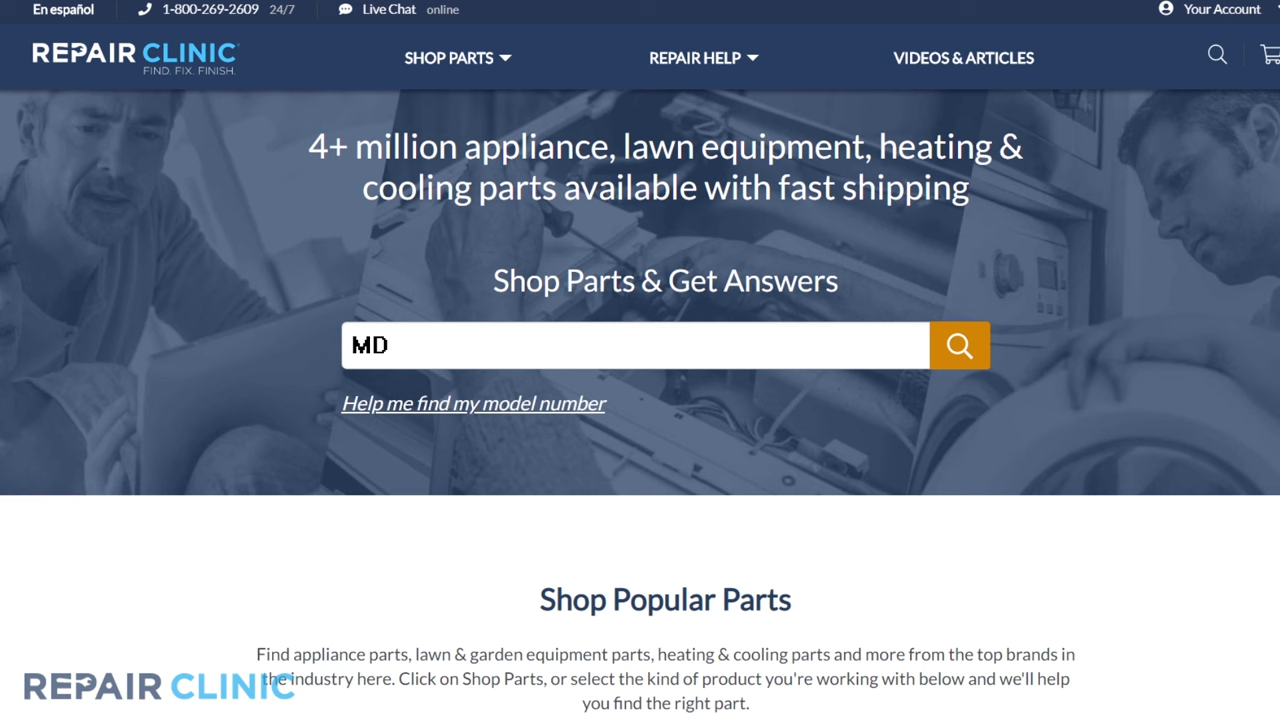 En español 1-800-269-2609 24/7 Live Chat online Your Account
REPAIR CLINIC
FIND. FIX. FINISH.
SHOP PARTS REPAIR HELP VIDEOS & ARTICLES
4+ million appliance, lawn equipment, heating &
cooling parts available with fast shipping
Shop Parts & Get Answers
MD
Help me find my model number
Shop Popular Parts
Find appliance parts, lawn & garden equipment parts, heating & cooling parts and more from the top brands in
the industry here. Click on Shop Parts, or select the kind of product you're working with below and we'll help
you find the right part.
REPAIR CLINIC